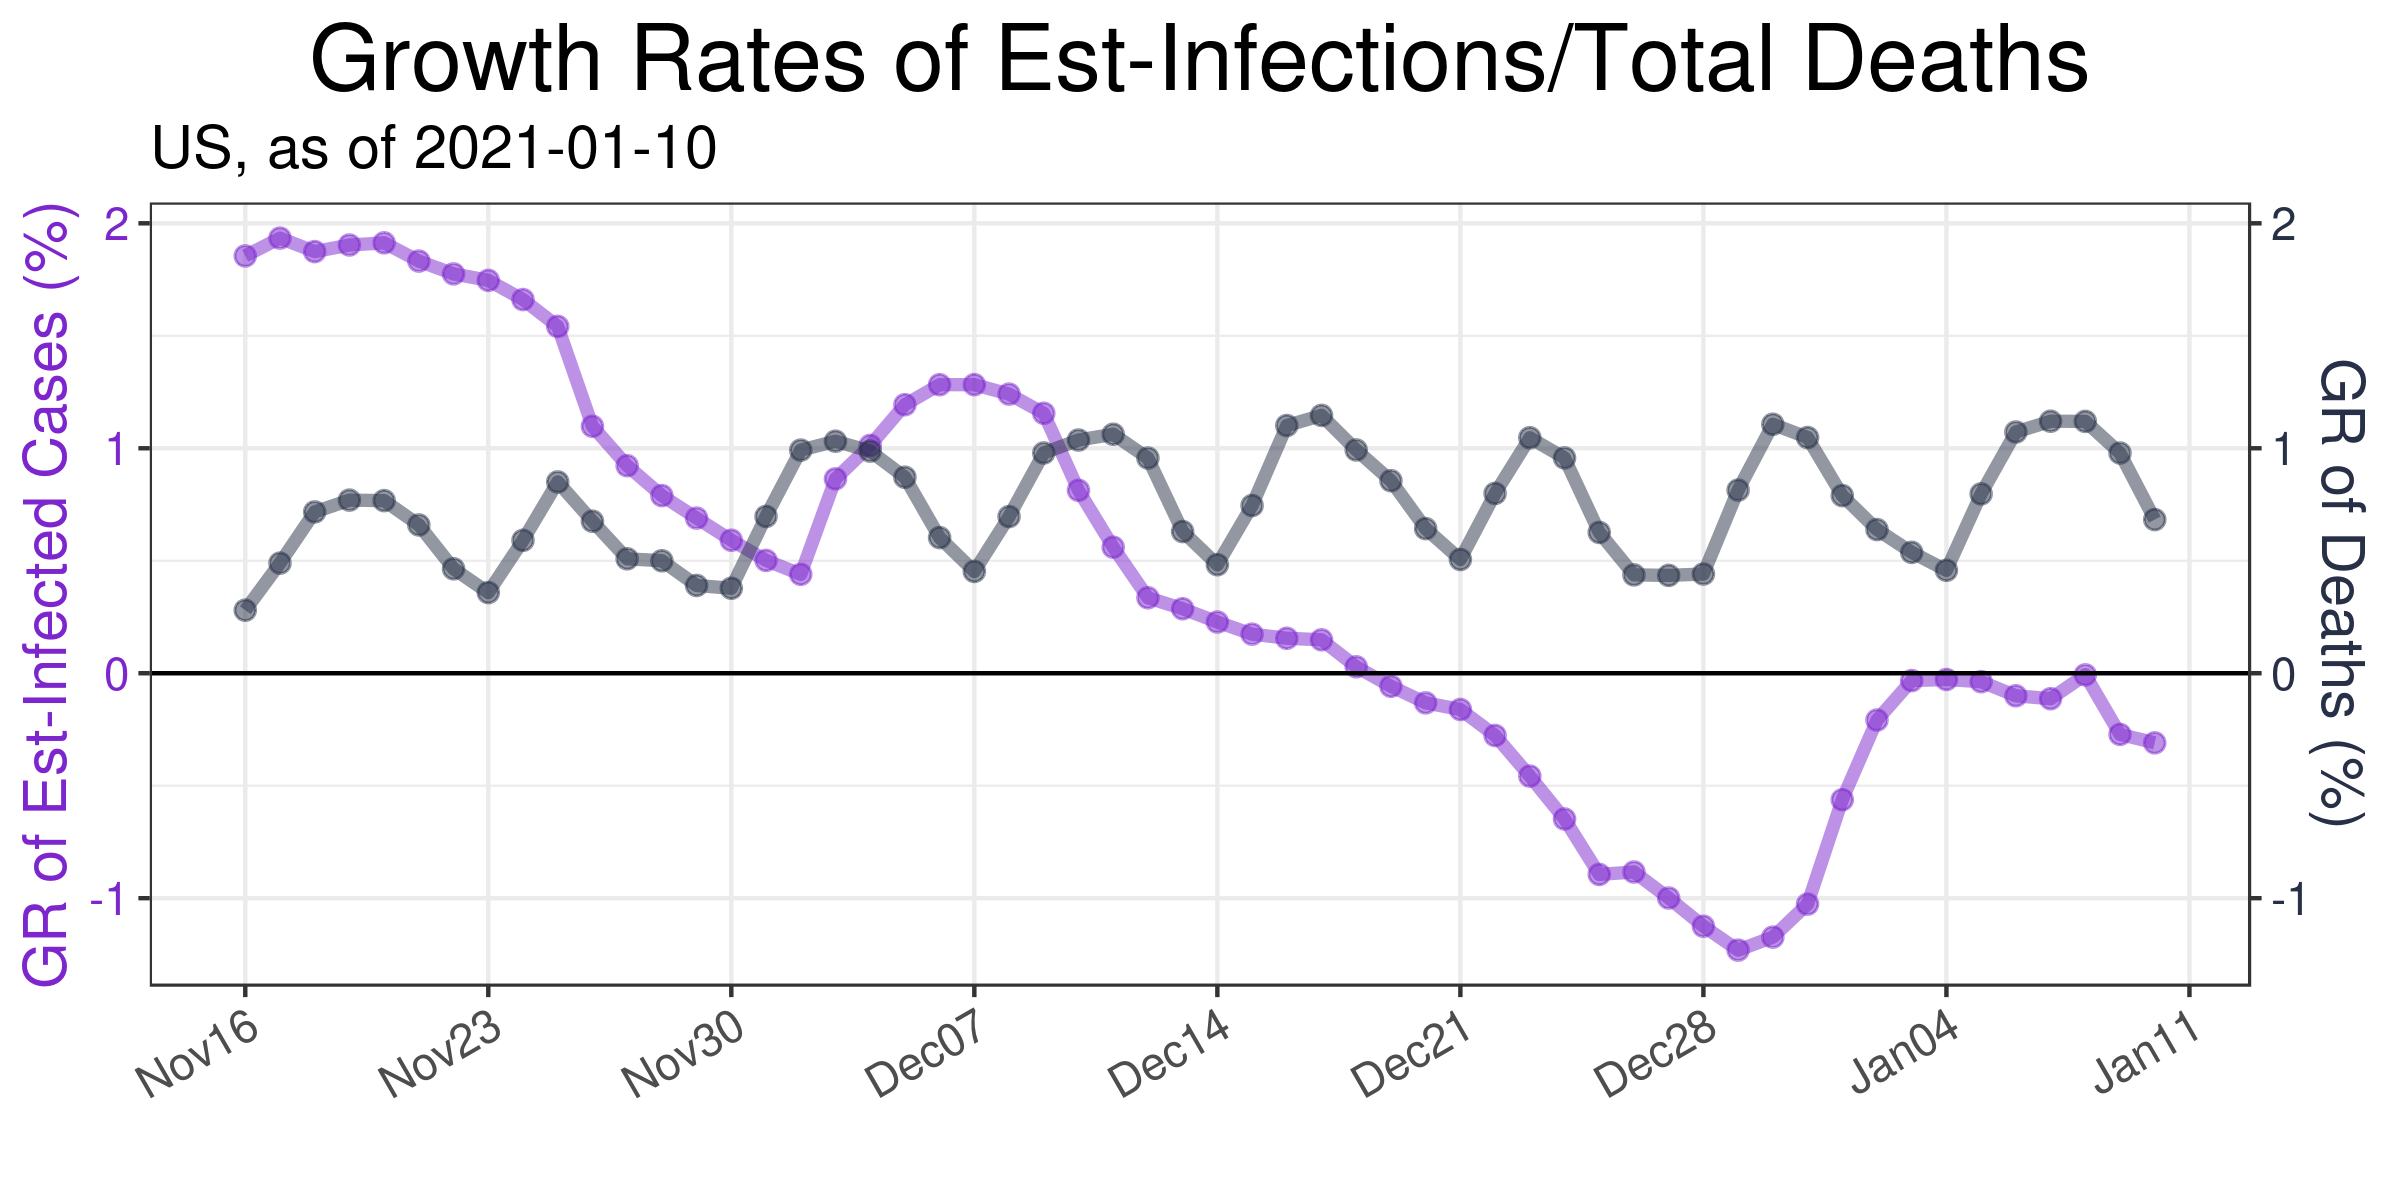 Growth Rates of Est-Infections/Total Deaths
US, as of 2021-01-10
GR of Est-Infected Cases (%)
2
1
0
-1
2
1
0
-1
GR of Deaths (%)
Nov16
Nov23
Nov30
Dec07
Dec14
Dec21
Dec28
Jan04
Jan11